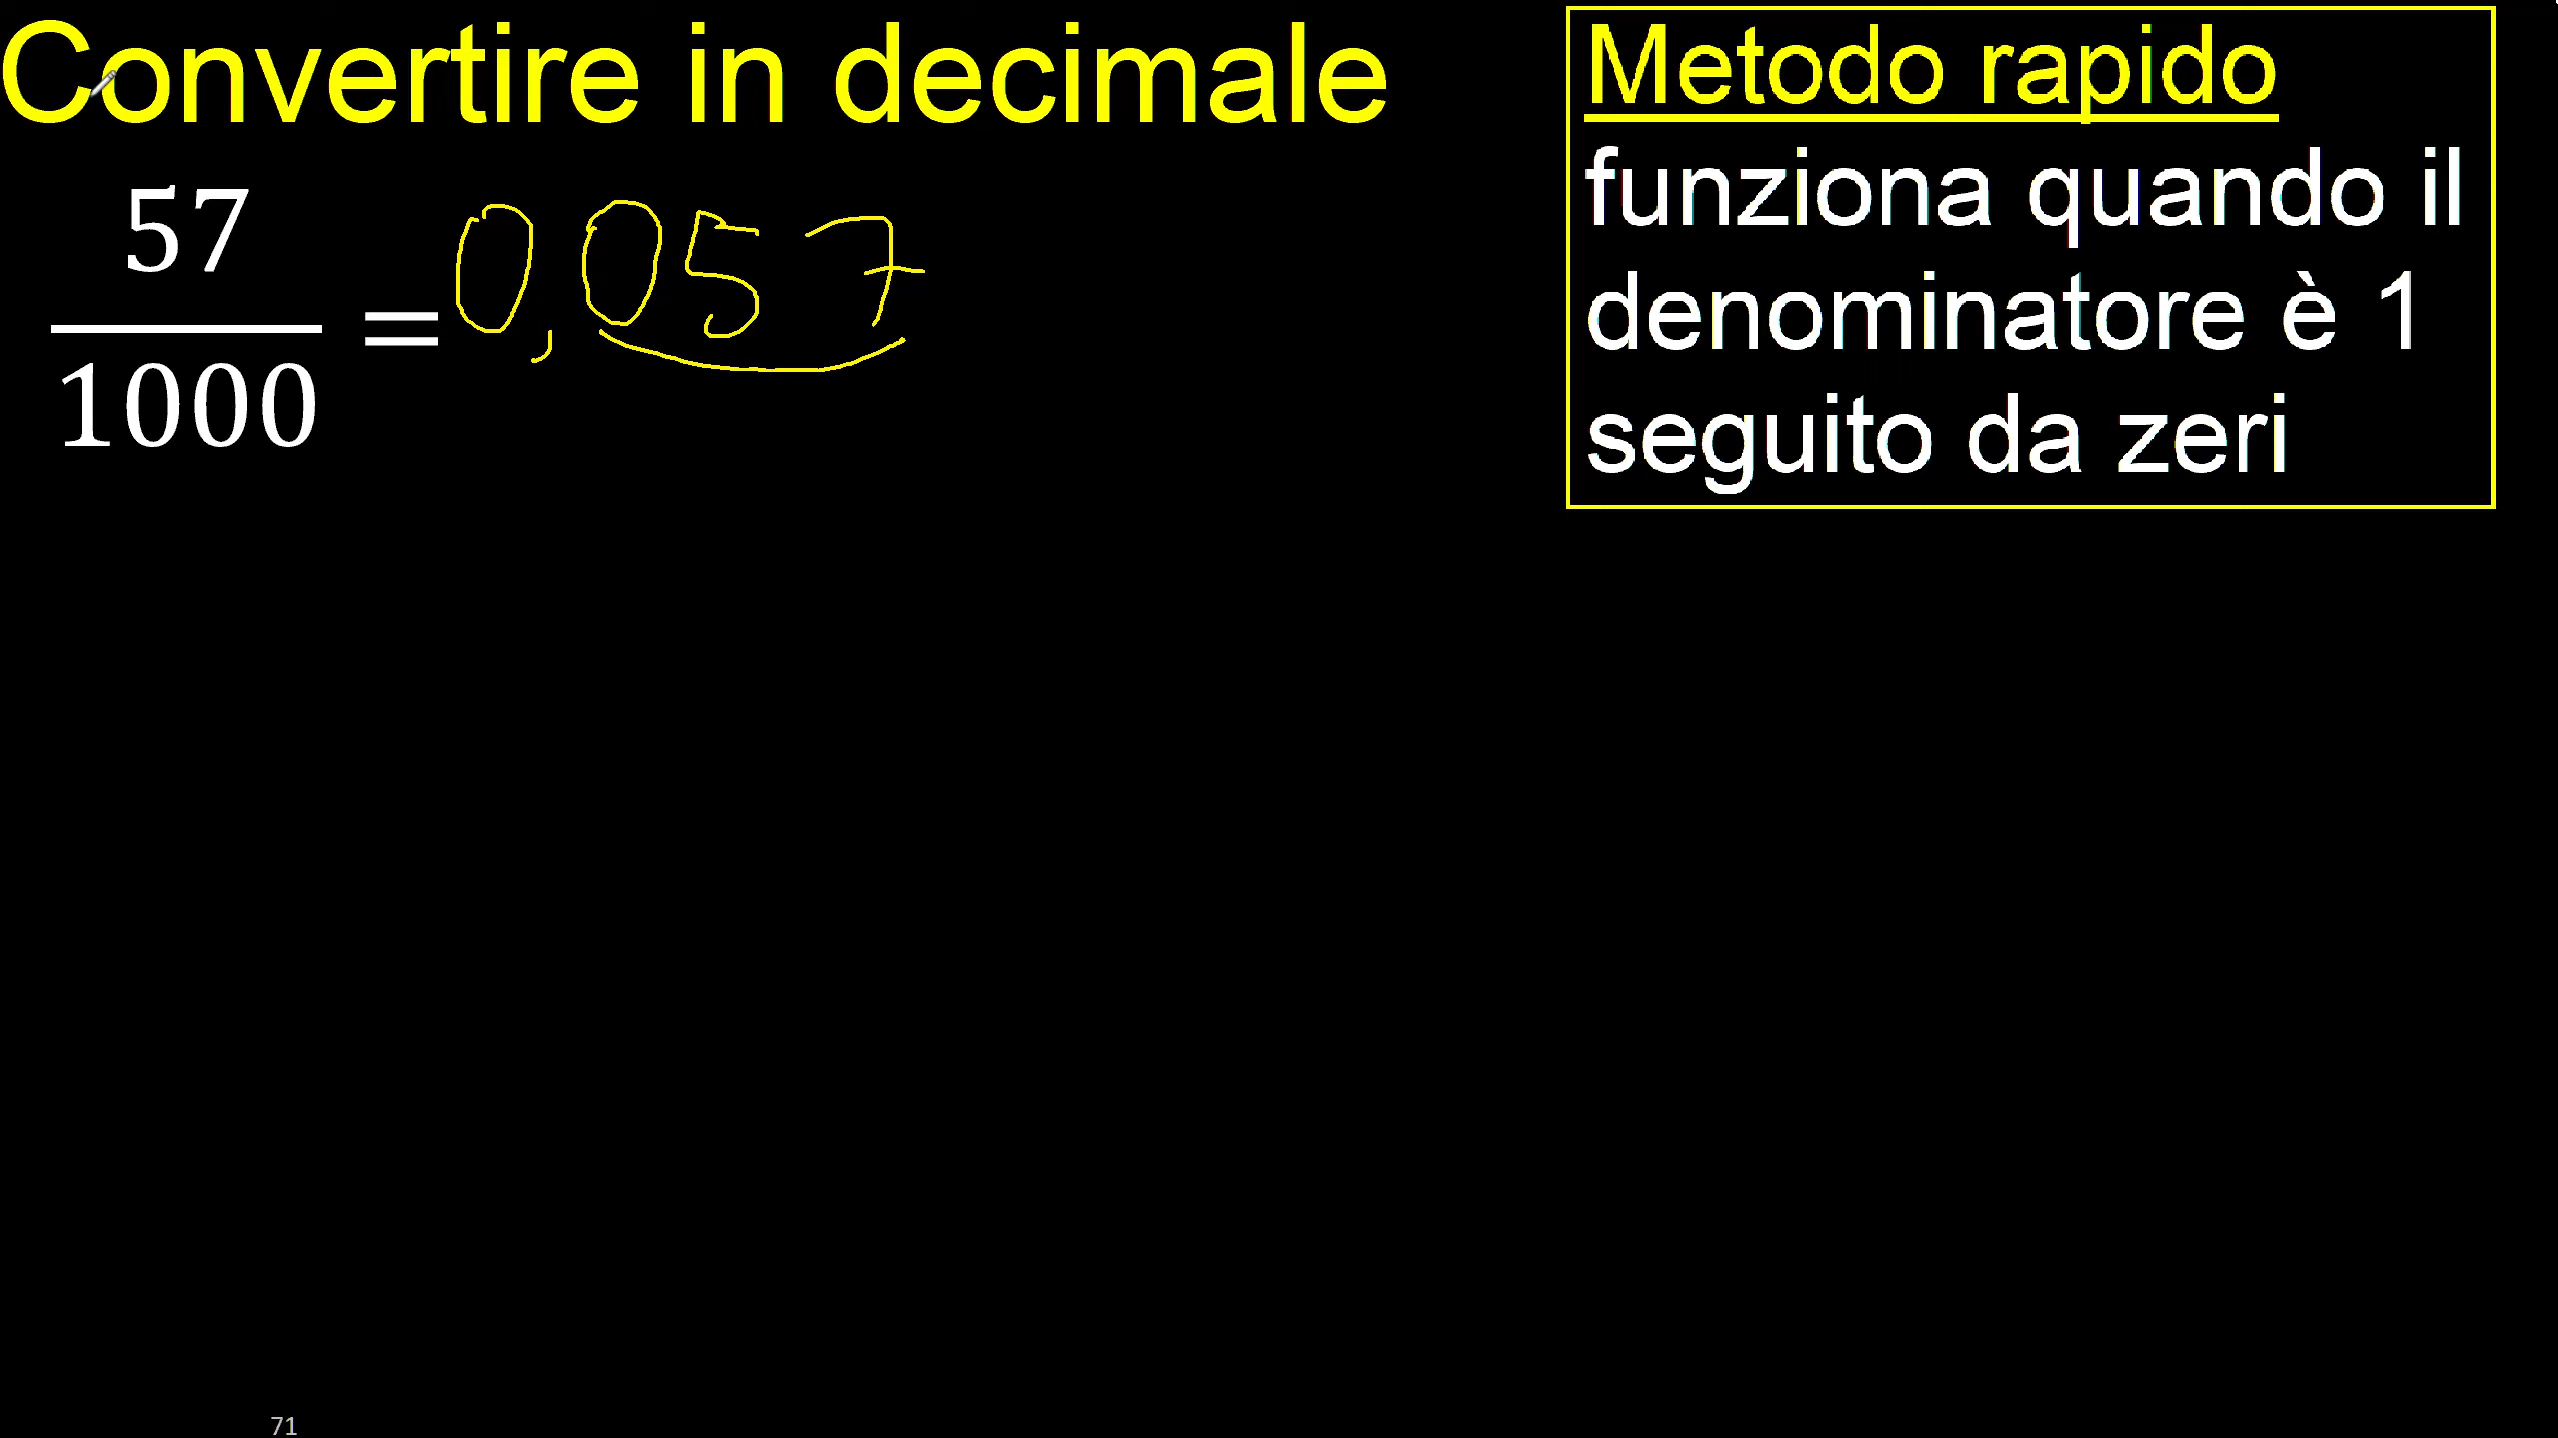 Convertire in decimale
57
1000
= 0,057
Metodo rapido
funziona quando il
denominatore è 1
seguito da zeri
71